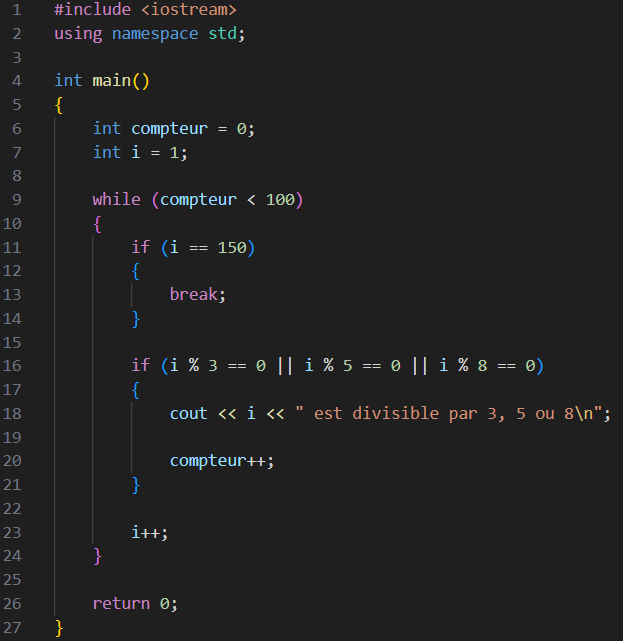 1 #include <iostream>
2 using namespace std;
3
4 int main()
5 {
6     int compteur = 0;
7     int i = 1;
8
9     while (compteur < 100)
10     {
11         if (i == 150)
12         {
13             break;
14         }
15
16         if (i % 3 == 0 || i % 5 == 0 || i % 8 == 0)
17         {
18             cout << i << " est divisible par 3, 5 ou 8\n";
19
20             compteur++;
21         }
22
23         i++;
24     }
25
26     return 0;
27 }